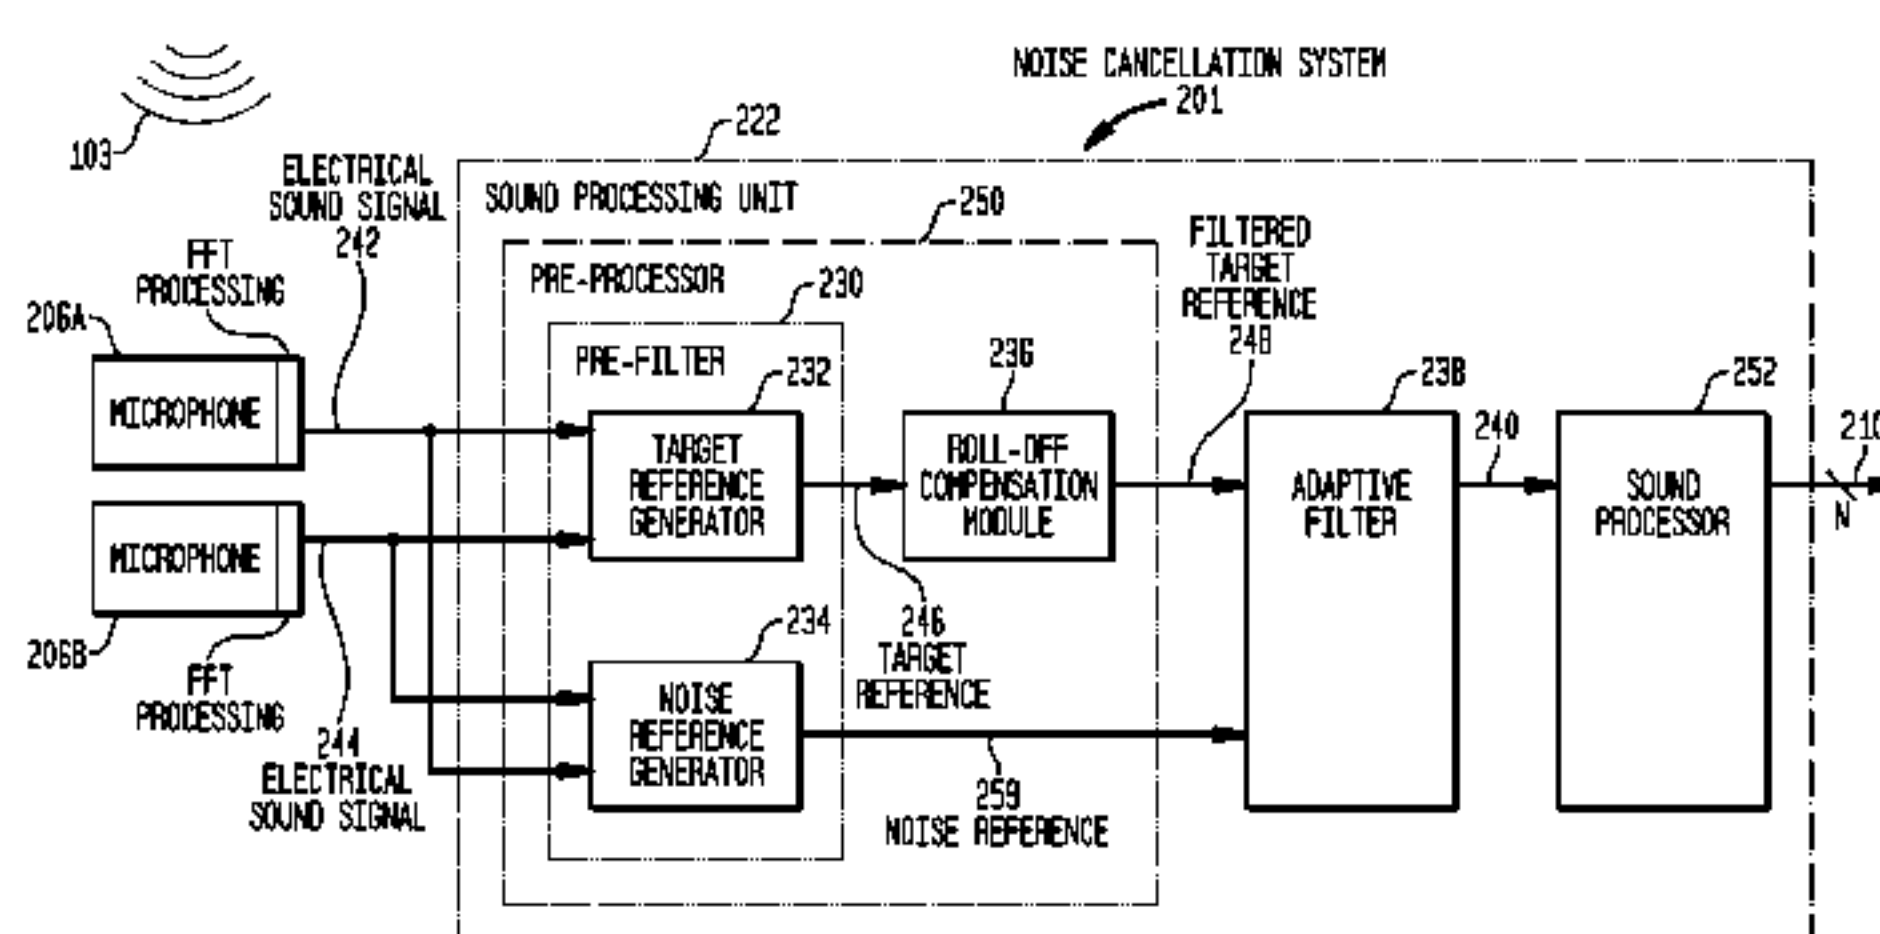 NOISE CANCELLATION SYSTEM
201
103
222
ELECTRICAL
SOUND SIGNAL
242
SOUND PROCESSING UNIT
250
FFT
PROCESSING
PRE-PROCESSOR
230
FILTERED
TARGET
REFERENCE
248
206A
PRE-FILTER
232
236
238
252
MICROPHONE
TARGET
REFERENCE
GENERATOR
ROLL-OFF
COMPENSATION
MODULE
ADAPTIVE
FILTER
240
SOUND
PROCESSOR
210
N
MICROPHONE
206B
FFT
PROCESSING
244
ELECTRICAL
SOUND SIGNAL
234
246
TARGET
REFERENCE
NOISE
REFERENCE
GENERATOR
259
NOISE REFERENCE